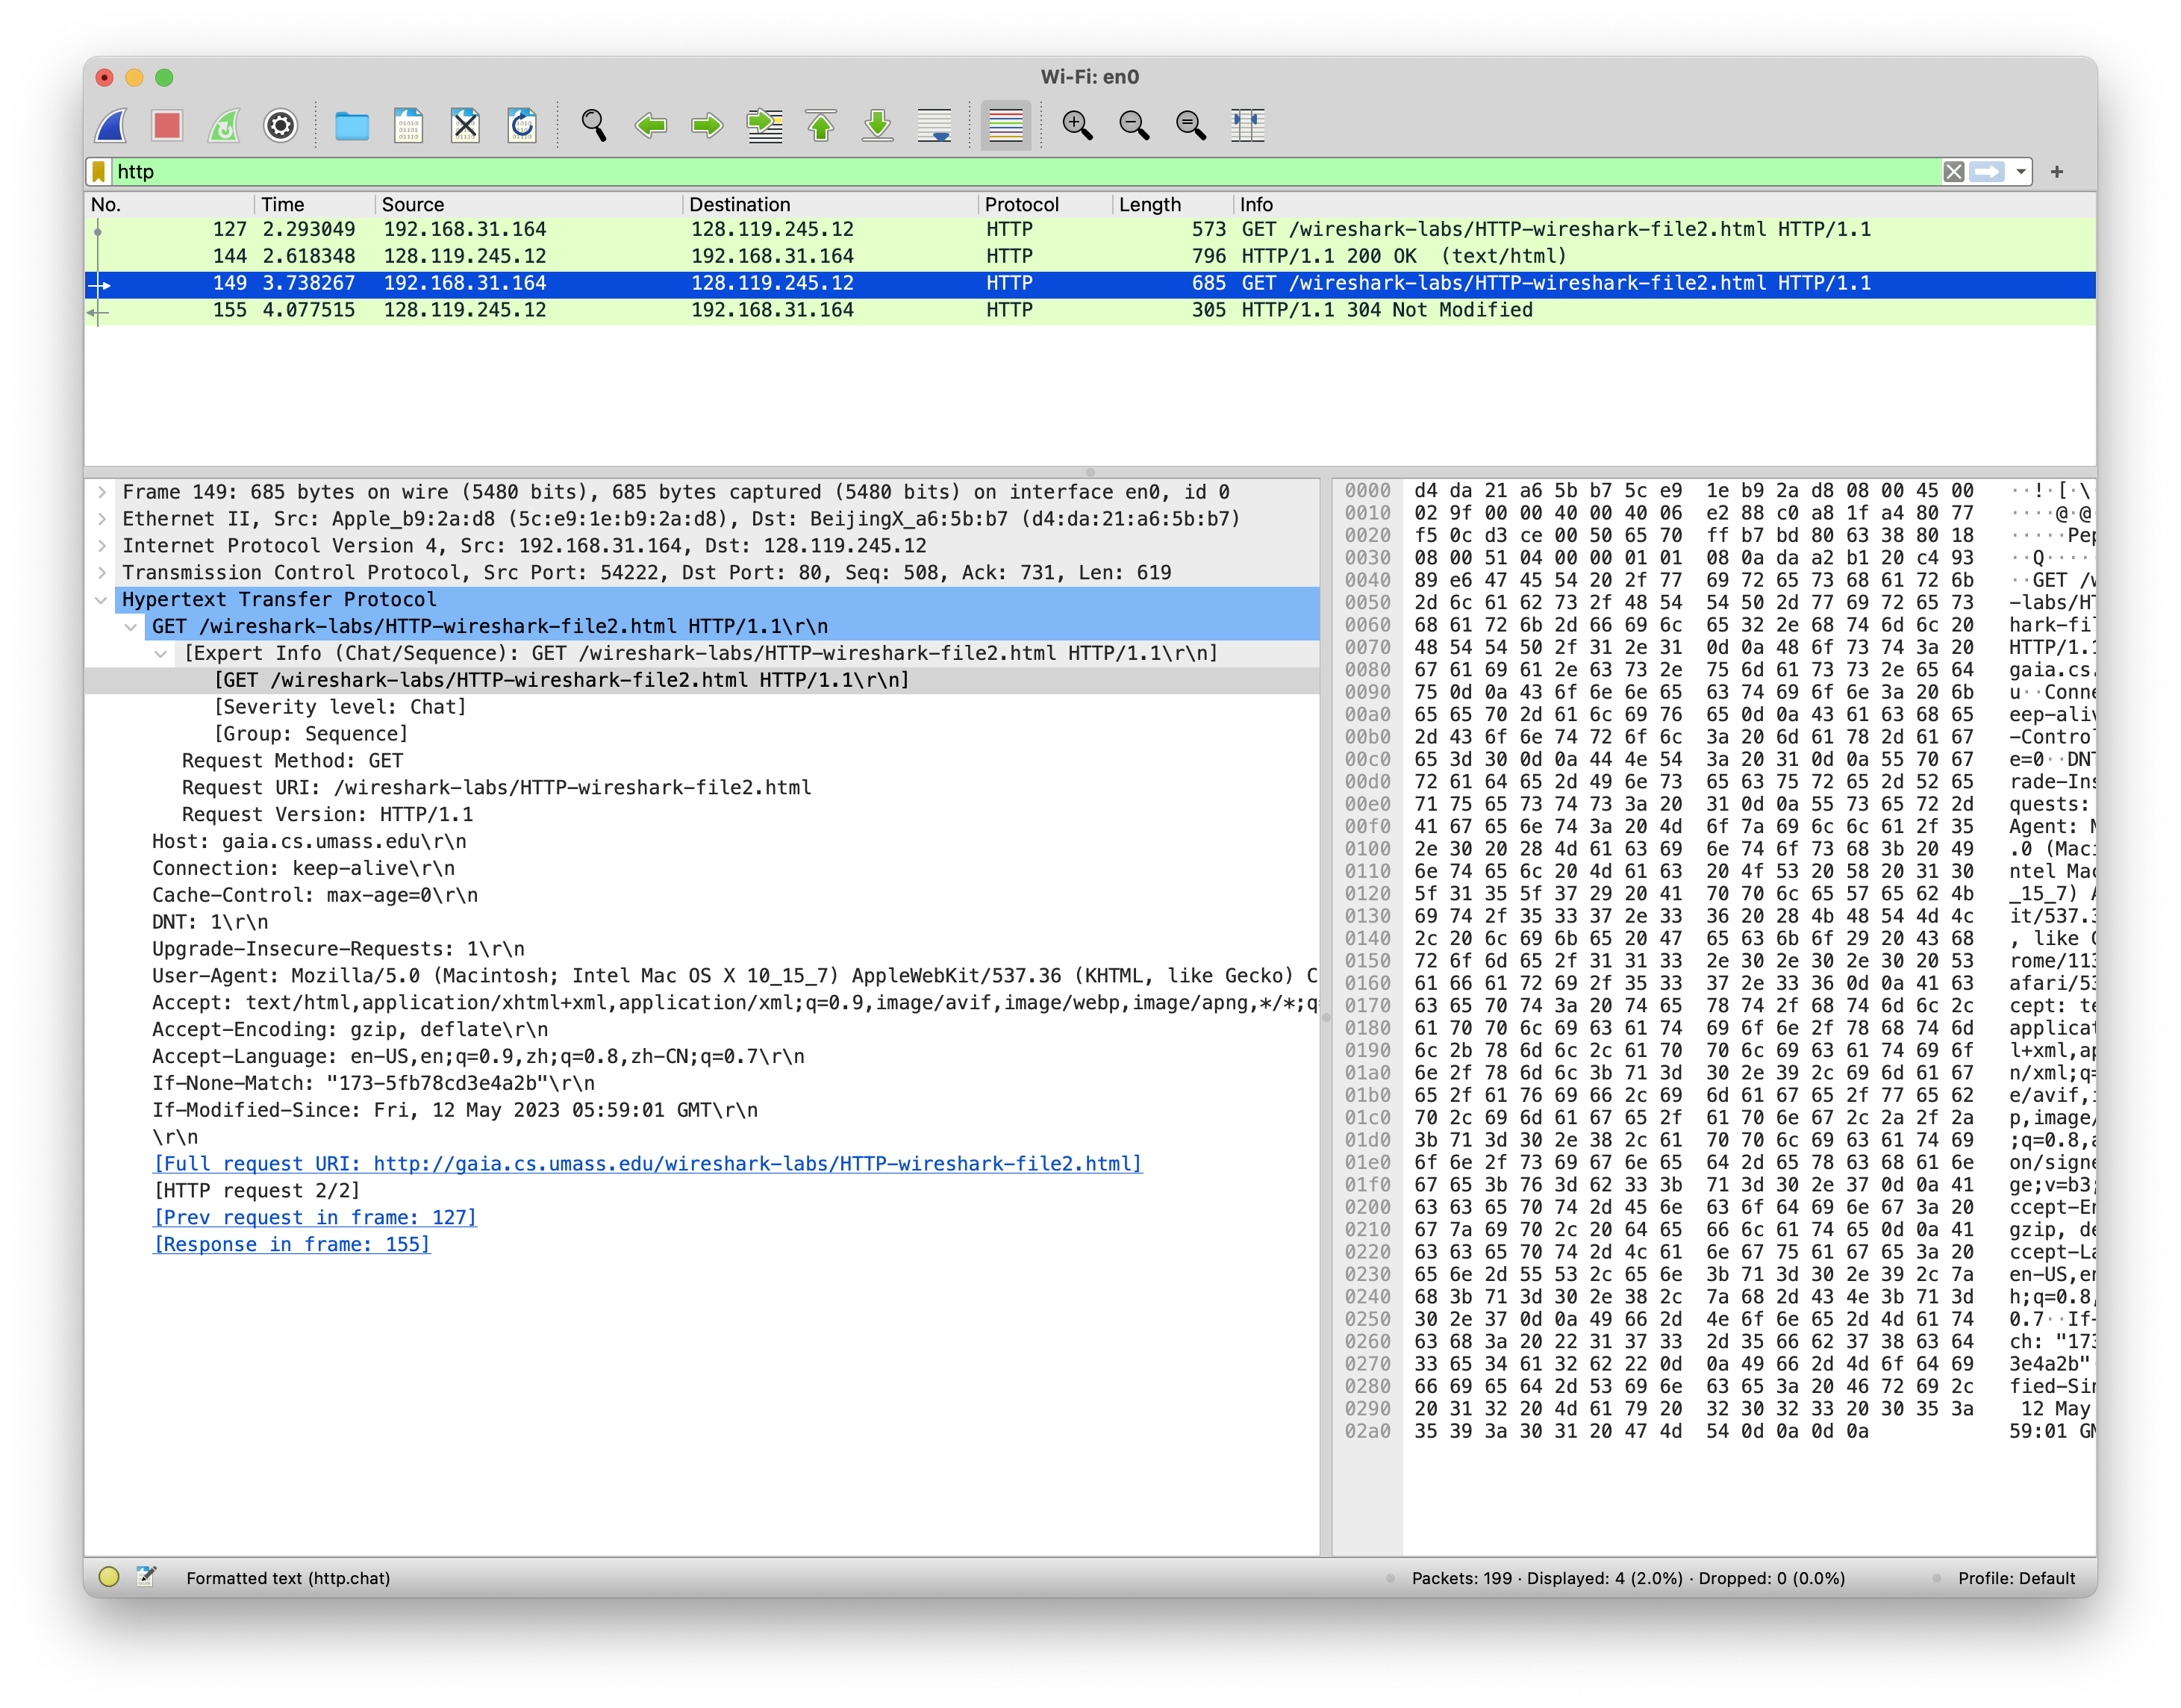 Wi-Fi: en0
http
No. Time Source Destination Protocol Length Info
127 2.293049 192.168.31.164 128.119.245.12 HTTP 573 GET /wireshark-labs/HTTP-wireshark-file2.html HTTP/1.1
144 2.618348 128.119.245.12 192.168.31.164 HTTP 796 HTTP/1.1 200 OK  (text/html)
149 3.738267 192.168.31.164 128.119.245.12 HTTP 685 GET /wireshark-labs/HTTP-wireshark-file2.html HTTP/1.1
155 4.077515 128.119.245.12 192.168.31.164 HTTP 305 HTTP/1.1 304 Not Modified
Frame 149: 685 bytes on wire (5480 bits), 685 bytes captured (5480 bits) on interface en0, id 0
Ethernet II, Src: Apple_b9:2a:d8 (5c:e9:1e:b9:2a:d8), Dst: BeijingX_a6:5b:b7 (d4:da:21:a6:5b:b7)
Internet Protocol Version 4, Src: 192.168.31.164, Dst: 128.119.245.12
Transmission Control Protocol, Src Port: 54222, Dst Port: 80, Seq: 508, Ack: 731, Len: 619
Hypertext Transfer Protocol
GET /wireshark-labs/HTTP-wireshark-file2.html HTTP/1.1\r\n
[Expert Info (Chat/Sequence): GET /wireshark-labs/HTTP-wireshark-file2.html HTTP/1.1\r\n]
[GET /wireshark-labs/HTTP-wireshark-file2.html HTTP/1.1\r\n]
[Severity level: Chat]
[Group: Sequence]
Request Method: GET
Request URI: /wireshark-labs/HTTP-wireshark-file2.html
Request Version: HTTP/1.1
Host: gaia.cs.umass.edu\r\n
Connection: keep-alive\r\n
Cache-Control: max-age=0\r\n
DNT: 1\r\n
Upgrade-Insecure-Requests: 1\r\n
User-Agent: Mozilla/5.0 (Macintosh; Intel Mac OS X 10_15_7) AppleWebKit/537.36 (KHTML, like Gecko) C
Accept: text/html,application/xhtml+xml,application/xml;q=0.9,image/avif,image/webp,image/apng,*/*;q=
Accept-Encoding: gzip, deflate\r\n
Accept-Language: en-US,en;q=0.9,zh;q=0.8,zh-CN;q=0.7\r\n
If-None-Match: "173-5fb78cd3e4a2b"\r\n
If-Modified-Since: Fri, 12 May 2023 05:59:01 GMT\r\n
\r\n
[Full request URI: http://gaia.cs.umass.edu/wireshark-labs/HTTP-wireshark-file2.html]
[HTTP request 2/2]
[Prev request in frame: 127]
[Response in frame: 155]
0000 d4 da 21 a6 5b b7 5c e9 1e b9 2a d8 08 00 45 00 ··!·[·\·
0010 02 9f 00 00 40 00 40 06 e2 88 c0 a8 1f a4 80 77 ····@·@·
0020 f5 0c d3 ce 00 50 65 70 ff b7 bd 80 63 38 80 18 ·····Pep
0030 08 00 51 04 00 00 01 01 08 0a da a2 b1 20 c4 93 ··Q·····
0040 89 e6 47 45 54 20 2f 77 69 72 65 73 68 61 72 6b ··GET /w
0050 2d 6c 61 62 73 2f 48 54 54 50 2d 77 69 72 65 73 -labs/HT
0060 68 61 72 6b 2d 66 69 6c 65 32 2e 68 74 6d 6c 20 hark-fil
0070 48 54 54 50 2f 31 2e 31 0d 0a 48 6f 73 74 3a 20 HTTP/1.1
0080 67 61 69 61 2e 63 73 2e 75 6d 61 73 73 2e 65 64 gaia.cs.
0090 75 0d 0a 43 6f 6e 6e 65 63 74 69 6f 6e 3a 20 6b u··Conne
00a0 65 65 70 2d 61 6c 69 76 65 0d 0a 43 61 63 68 65 eep-aliv
00b0 2d 43 6f 6e 74 72 6f 6c 3a 20 6d 61 78 2d 61 67 -Control
00c0 65 3d 30 0d 0a 44 4e 54 3a 20 31 0d 0a 55 70 67 e=0··DNT
00d0 72 61 64 65 2d 49 6e 73 65 63 75 72 65 2d 52 65 rade-Ins
00e0 71 75 65 73 74 73 3a 20 31 0d 0a 55 73 65 72 2d quests:
00f0 41 67 65 6e 74 3a 20 4d 6f 7a 69 6c 6c 61 2f 35 Agent: M
0100 2e 30 20 28 4d 61 63 69 6e 74 6f 73 68 3b 20 49 .0 (Maci
0110 6e 74 65 6c 20 4d 61 63 20 4f 53 20 58 20 31 30 ntel Mac
0120 5f 31 35 5f 37 29 20 41 70 70 6c 65 57 65 62 4b _15_7) A
0130 69 74 2f 35 33 37 2e 33 36 20 28 4b 48 54 4d 4c it/537.3
0140 2c 20 6c 69 6b 65 20 47 65 63 6b 6f 29 20 43 68 , like G
0150 72 6f 6d 65 2f 31 31 33 2e 30 2e 30 2e 30 20 53 rome/113
0160 61 66 61 72 69 2f 35 33 37 2e 33 36 0d 0a 41 63 afari/53
0170 63 65 70 74 3a 20 74 65 78 74 2f 68 74 6d 6c 2c cept: te
0180 61 70 70 6c 69 63 61 74 69 6f 6e 2f 78 68 74 6d applicat
0190 6c 2b 78 6d 6c 2c 61 70 70 6c 69 63 61 74 69 6f l+xml,ap
01a0 6e 2f 78 6d 6c 3b 71 3d 30 2e 39 2c 69 6d 61 67 n/xml;q=
01b0 65 2f 61 76 69 66 2c 69 6d 61 67 65 2f 77 65 62 e/avif,i
01c0 70 2c 69 6d 61 67 65 2f 61 70 6e 67 2c 2a 2f 2a p,image/
01d0 3b 71 3d 30 2e 38 2c 61 70 70 6c 69 63 61 74 69 ;q=0.8,a
01e0 6f 6e 2f 73 69 67 6e 65 64 2d 65 78 63 68 61 6e on/signe
01f0 67 65 3b 76 3d 62 33 3b 71 3d 30 2e 37 0d 0a 41 ge;v=b3;
0200 63 63 65 70 74 2d 45 6e 63 6f 64 69 6e 67 3a 20 ccept-En
0210 67 7a 69 70 2c 20 64 65 66 6c 61 74 65 0d 0a 41 gzip, de
0220 63 63 65 70 74 2d 4c 61 6e 67 75 61 67 65 3a 20 ccept-La
0230 65 6e 2d 55 53 2c 65 6e 3b 71 3d 30 2e 39 2c 7a en-US,en
0240 68 3b 71 3d 30 2e 38 2c 7a 68 2d 43 4e 3b 71 3d h;q=0.8,
0250 30 2e 37 0d 0a 49 66 2d 4e 6f 6e 65 2d 4d 61 74 0.7··If-
0260 63 68 3a 20 22 31 37 33 2d 35 66 62 37 38 63 64 ch: "173
0270 33 65 34 61 32 62 22 0d 0a 49 66 2d 4d 6f 64 69 3e4a2b"·
0280 66 69 65 64 2d 53 69 6e 63 65 3a 20 46 72 69 2c fied-Sin
0290 20 31 32 20 4d 61 79 20 32 30 32 33 20 30 35 3a 12 May
02a0 35 39 3a 30 31 20 47 4d 54 0d 0a 0d 0a 59:01 GM
Formatted text (http.chat) Packets: 199 · Displayed: 4 (2.0%) · Dropped: 0 (0.0%) Profile: Default